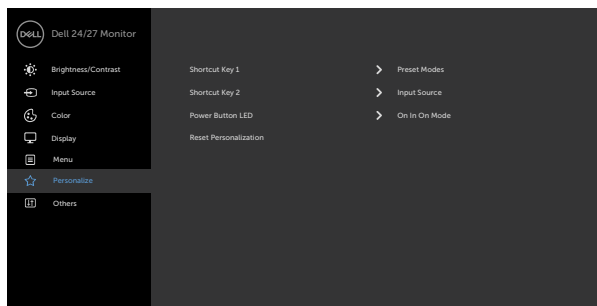 DELL Dell 24/27 Monitor
Brightness/Contrast Shortcut Key 1 Preset Modes
Input Source Shortcut Key 2 Input Source
Color Power Button LED On In On Mode
Display Reset Personalization
Menu
Personalize
Others